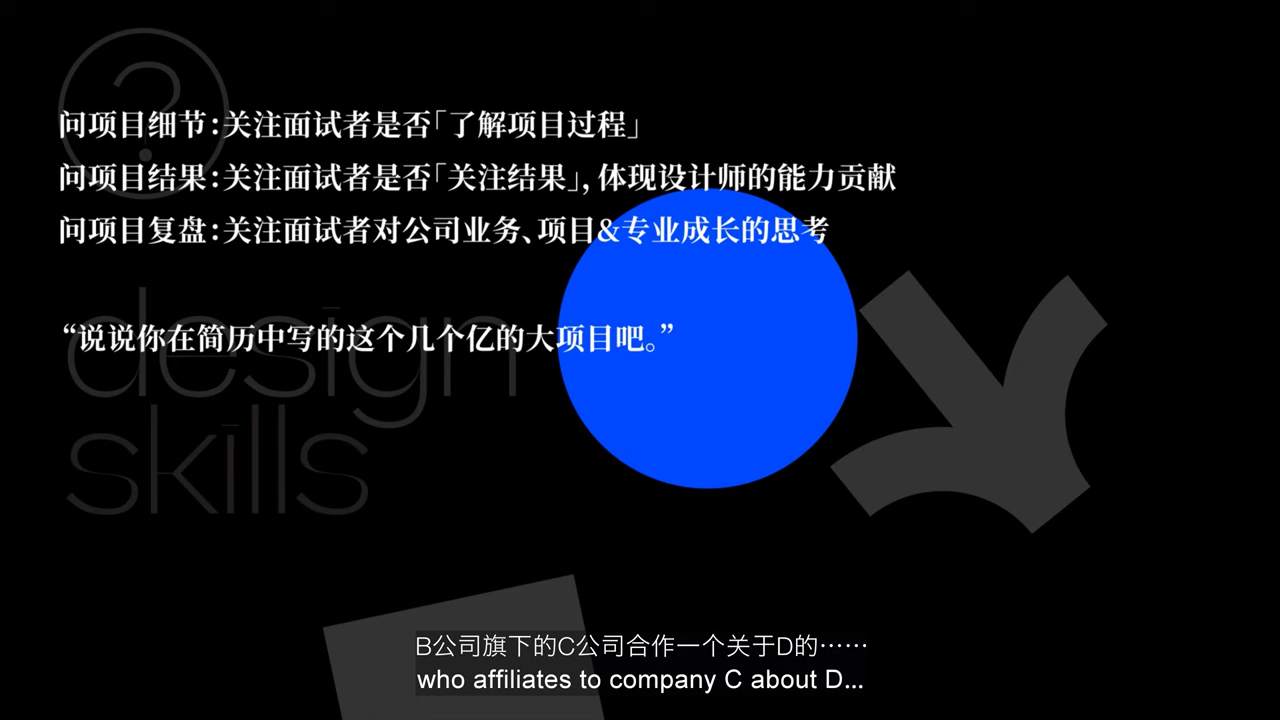 ?
问项目细节：关注面试者是否「了解项目过程」
问项目结果：关注面试者是否「关注结果」，体现设计师的能力贡献
问项目复盘：关注面试者对公司业务、项目&专业成长的思考
“说说你在简历中写的这个几个亿的大项目吧。”
design
skills
B公司旗下的C公司合作一个关于D的……
who affiliates to company C about D...